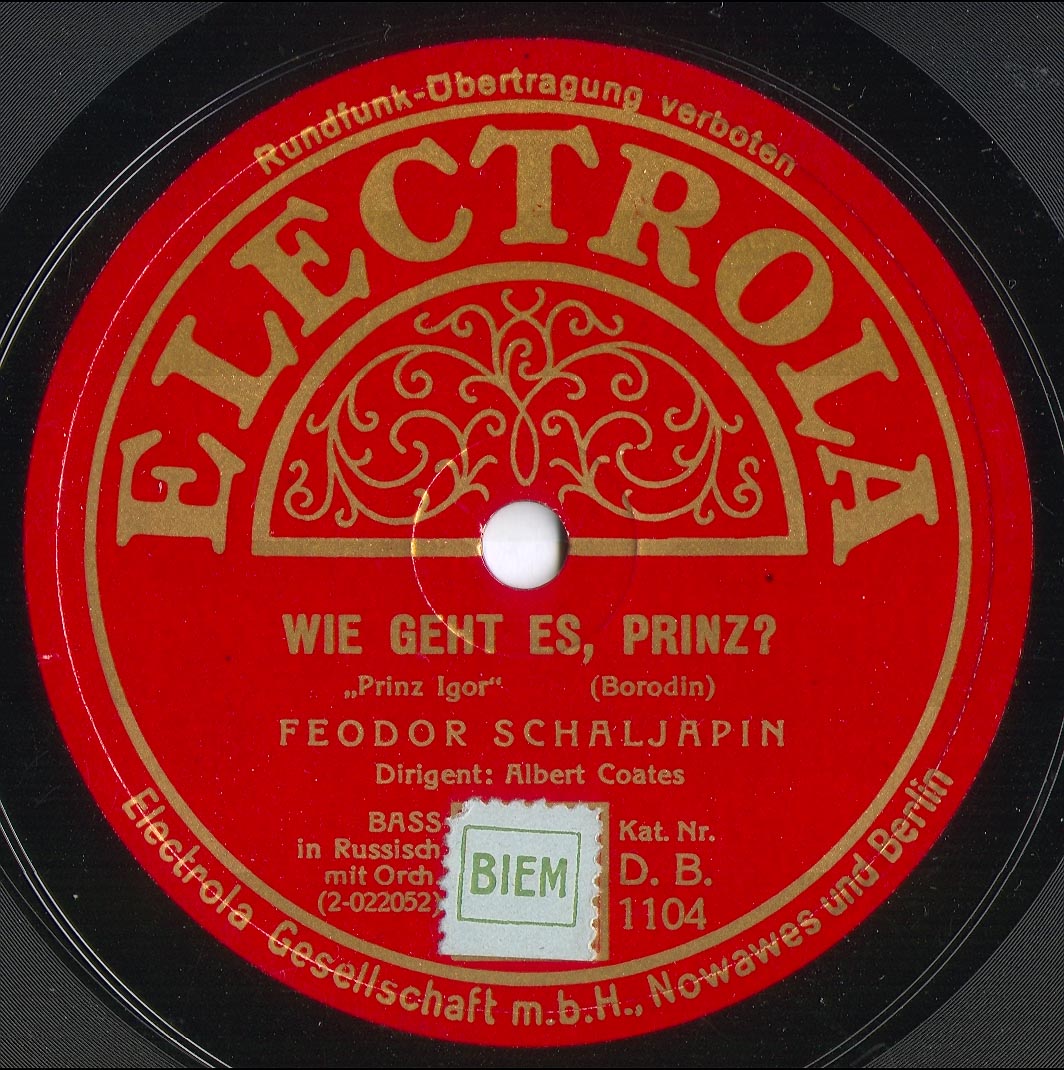 Rundfunk-Übertragung verboten
ELECTROLA
WIE GEHT ES, PRINZ?
„Prinz Igor“ (Borodin)
FEODOR SCHALJAPIN
Dirigent: Albert Coates
BASS
in Russisch
mit Orch.
(2-022052)
BIEM
Kat. Nr.
D. B.
1104
Electrola Gesellschaft m.b.H., Nowawes und Berlin